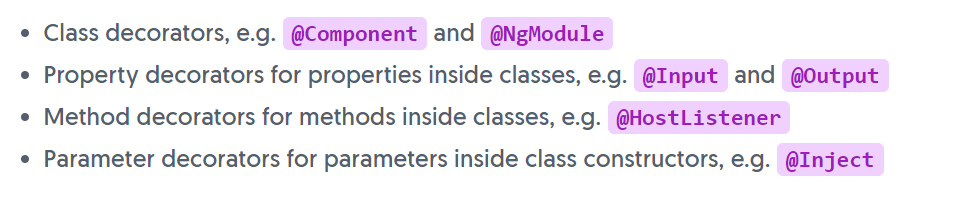 • Class decorators, e.g. @Component and @NgModule
• Property decorators for properties inside classes, e.g. @Input and @Output
• Method decorators for methods inside classes, e.g. @HostListener
• Parameter decorators for parameters inside class constructors, e.g. @Inject